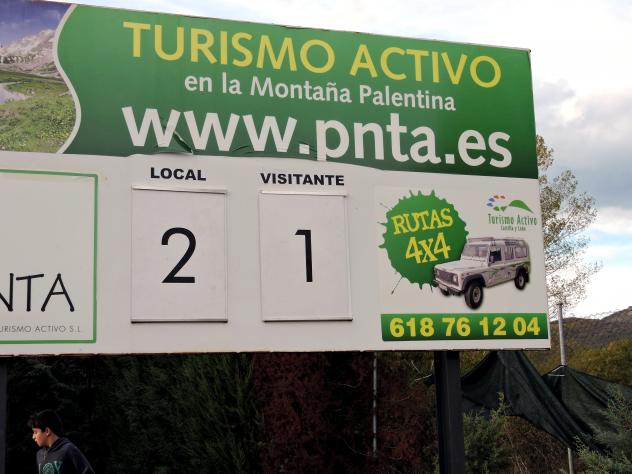 TURISMO ACTIVO
en la Montaña Palentina
www.pnta.es
LOCAL
VISITANTE
2
1
RUTAS
4x4
Turismo Activo
Castilla y León
618 76 12 04
NTA
TURISMO ACTIVO S.L.